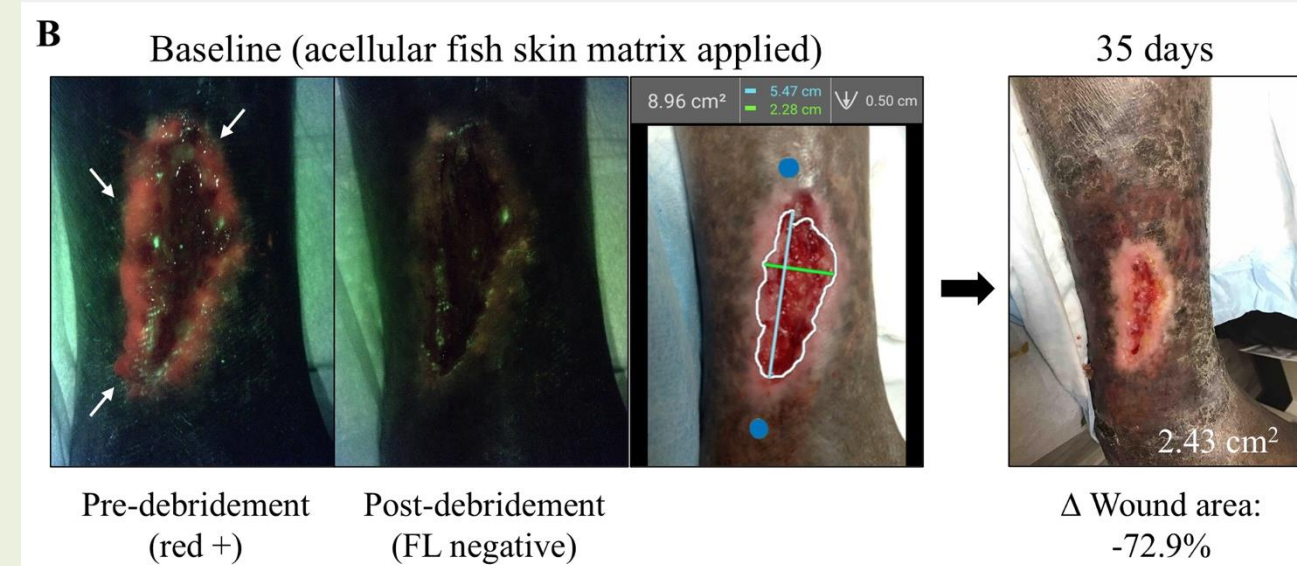 B
Baseline (acellular fish skin matrix applied)
35 days
8.96 cm²
5.47 cm
2.28 cm
0.50 cm
2.43 cm²
Pre-debridement
(red +)
Post-debridement
(FL negative)
Δ Wound area:
-72.9%